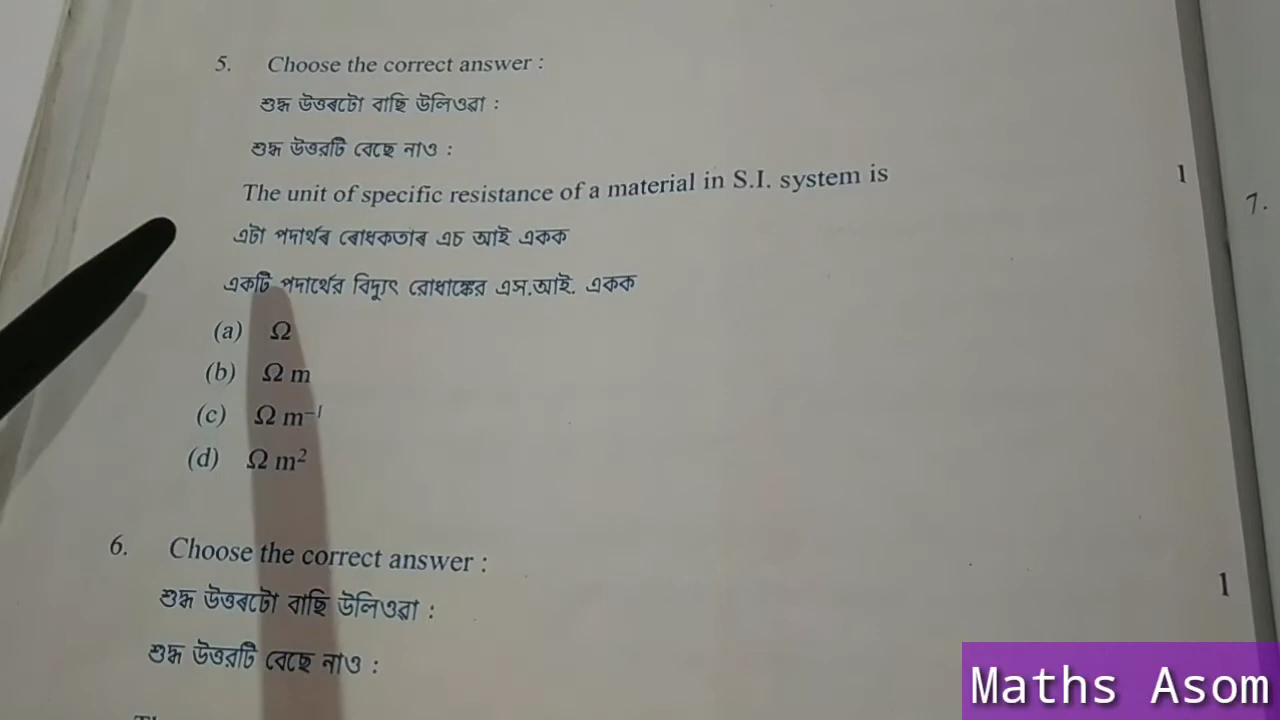 5. Choose the correct answer :
শুদ্ধ উত্তৰটো বাছি উলিওৱা :
শুদ্ধ উত্তরটি বেছে নাও :
The unit of specific resistance of a material in S.I. system is 1
এটা পদাৰ্থৰ ৰোধকতাৰ এচ আই একক
একটি পদার্থের বিদ্যুৎ রোধাঙ্কের এস.আই. একক
(a) Ω
(b) Ω m
(c) Ω m⁻¹
(d) Ω m²
6. Choose the correct answer : 1
শুদ্ধ উত্তৰটো বাছি উলিওৱা :
শুদ্ধ উত্তরটি বেছে নাও :
7.
Maths Asom